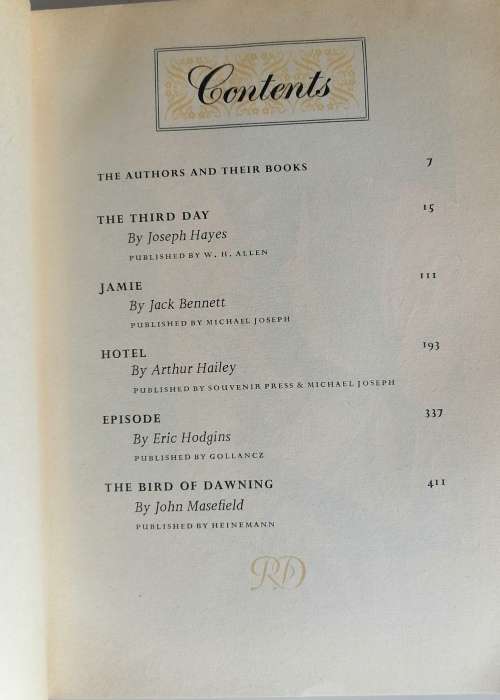 Contents
THE AUTHORS AND THEIR BOOKS 7
THE THIRD DAY 15
By Joseph Hayes
PUBLISHED BY W. H. ALLEN
JAMIE 111
By Jack Bennett
PUBLISHED BY MICHAEL JOSEPH
HOTEL 193
By Arthur Hailey
PUBLISHED BY SOUVENIR PRESS & MICHAEL JOSEPH
EPISODE 337
By Eric Hodgins
PUBLISHED BY GOLLANCZ
THE BIRD OF DAWNING 411
By John Masefield
PUBLISHED BY HEINEMANN
RD